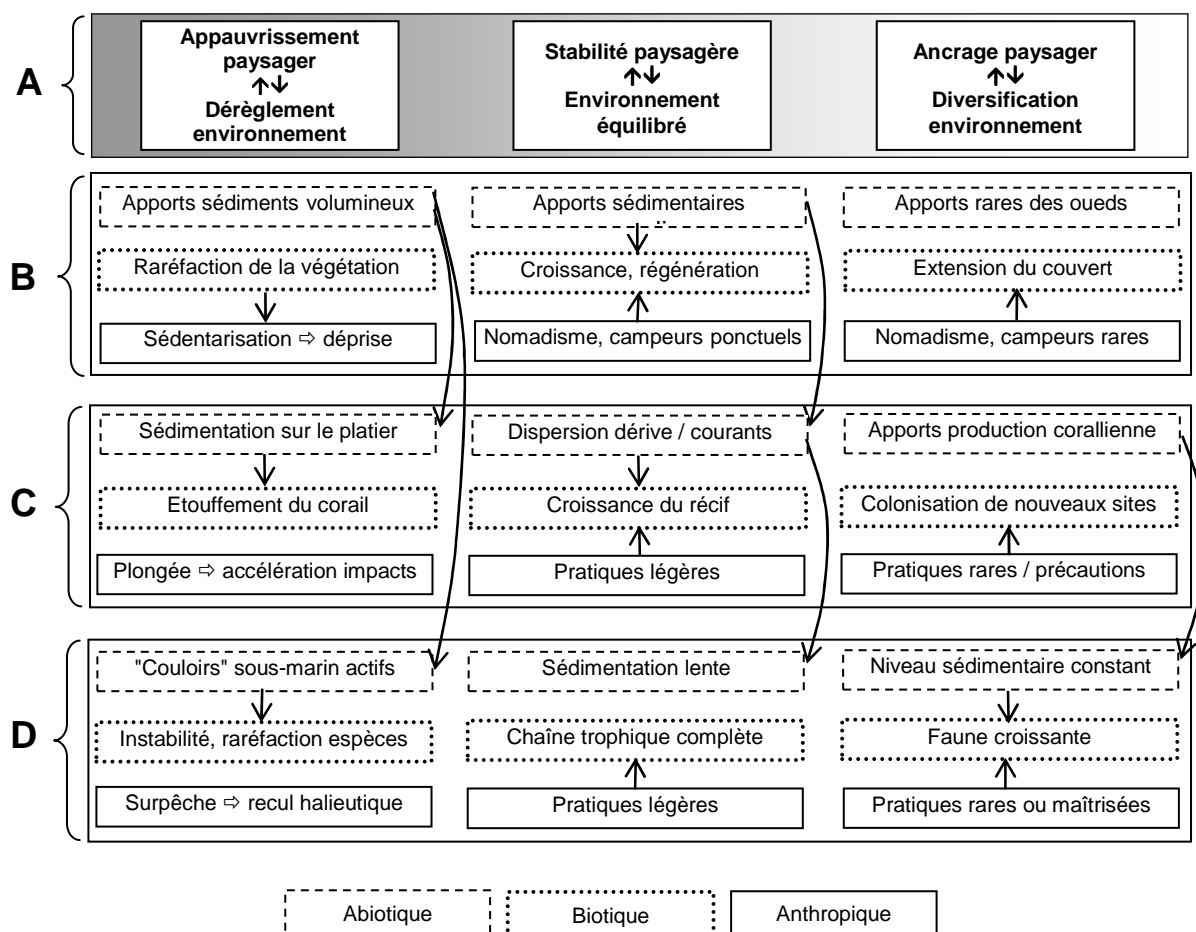 A
Appauvrissement
paysager
↑↓
Dérèglement
environnement
Stabilité paysagère
↑↓
Environnement
équilibré
Ancrage paysager
↑↓
Diversification
environnement
B
Apports sédiments volumineux
Apports sédimentaires
Apports rares des oueds
Raréfaction de la végétation
Croissance, régénération
Extension du couvert
Sédentarisation ⇨ déprise
Nomadisme, campeurs ponctuels
Nomadisme, campeurs rares
C
Sédimentation sur le platier
Dispersion dérive / courants
Apports production corallienne
Etouffement du corail
Croissance du récif
Colonisation de nouveaux sites
Plongée ⇨ accélération impacts
Pratiques légères
Pratiques rares / précautions
D
"Couloirs" sous-marin actifs
Sédimentation lente
Niveau sédimentaire constant
Instabilité, raréfaction espèces
Chaîne trophique complète
Faune croissante
Surpêche ⇨ recul halieutique
Pratiques légères
Pratiques rares ou maîtrisées
Abiotique
Biotique
Anthropique